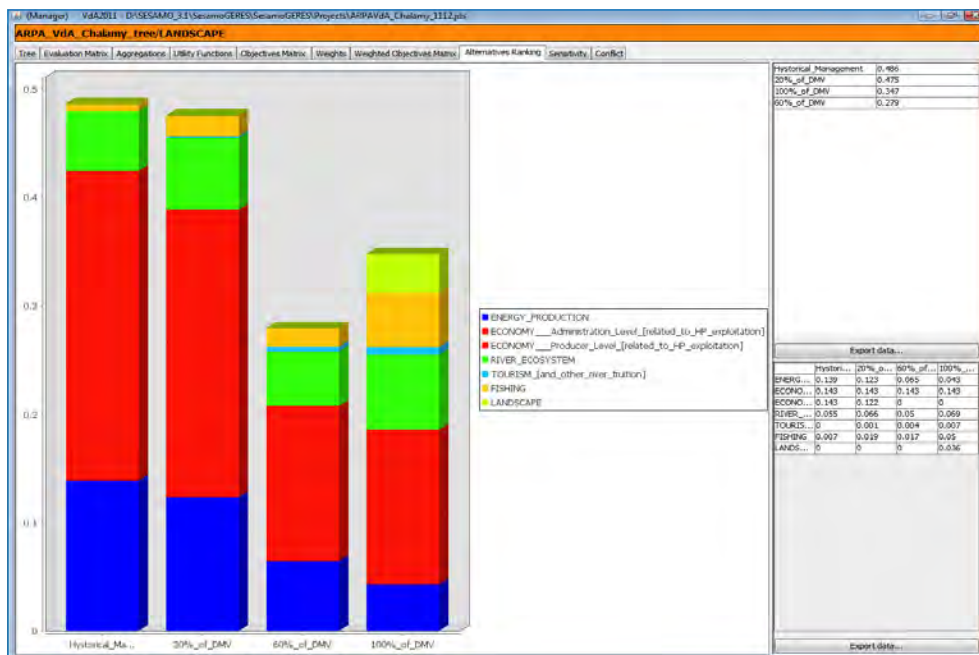 (Manager) VdA2011 - D:\SESAMO_3.1\SesamoGERES\SesamoGERES\Projects\ARPAVdA_Chalamy_1112.pds
ARPA_VdA_Chalamy_tree/LANDSCAPE
Tree Evaluation Matrix Aggregations Utility Functions Objectives Matrix Weights Weighted Objectives Matrix Alternatives Ranking Sensitivity Conflict
0.5
0.4
0.3
0.2
0.1
0
Hystorical_Ma... 20%_of_DMV 60%_of_DMV 100%_of_DMV
ENERGY_PRODUCTION
ECONOMY___Administration_Level_[related_to_HP_exploitation]
ECONOMY___Producer_Level_[related_to_HP_exploitation]
RIVER_ECOSYSTEM
TOURISM_[and_other_river_fruition]
FISHING
LANDSCAPE
Hystorical_Management 0.486
20%_of_DMV 0.475
100%_of_DMV 0.347
60%_of_DMV 0.279
Export data...
Hystori... 20%_o... 60%_of... 100%_...
ENERG... 0.139 0.123 0.065 0.043
ECONO... 0.143 0.143 0.143 0.143
ECONO... 0.143 0.122 0 0
RIVER_... 0.055 0.066 0.05 0.069
TOURIS... 0 0.001 0.004 0.007
FISHING 0.007 0.019 0.017 0.05
LANDS... 0 0 0 0.036
Export data...